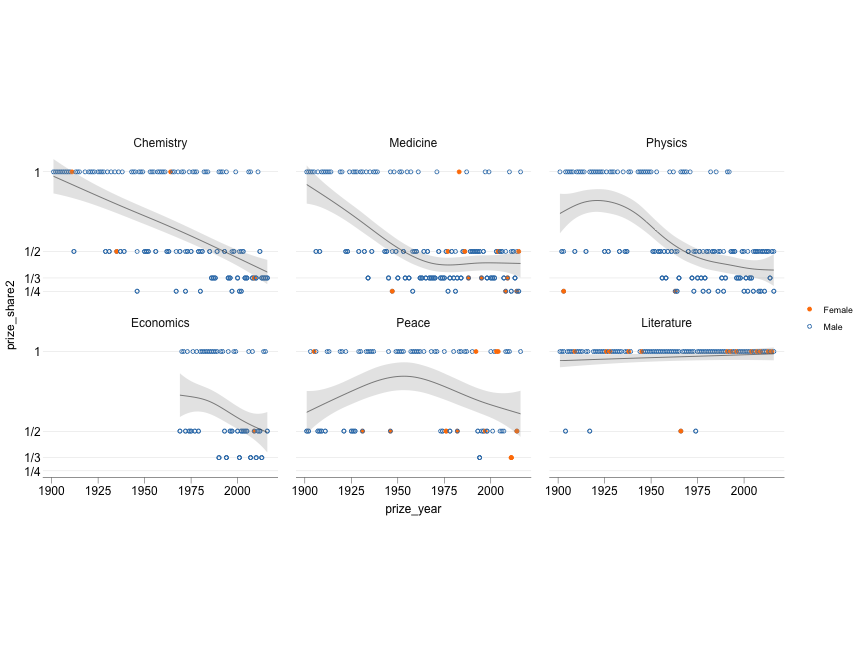 Chemistry Medicine Physics
1
1/2
1/3
1/4
Economics Peace Literature
1
1/2
1/3
1/4
1900 1925 1950 1975 2000 1900 1925 1950 1975 2000 1900 1925 1950 1975 2000
prize_year
prize_share2
Female
Male